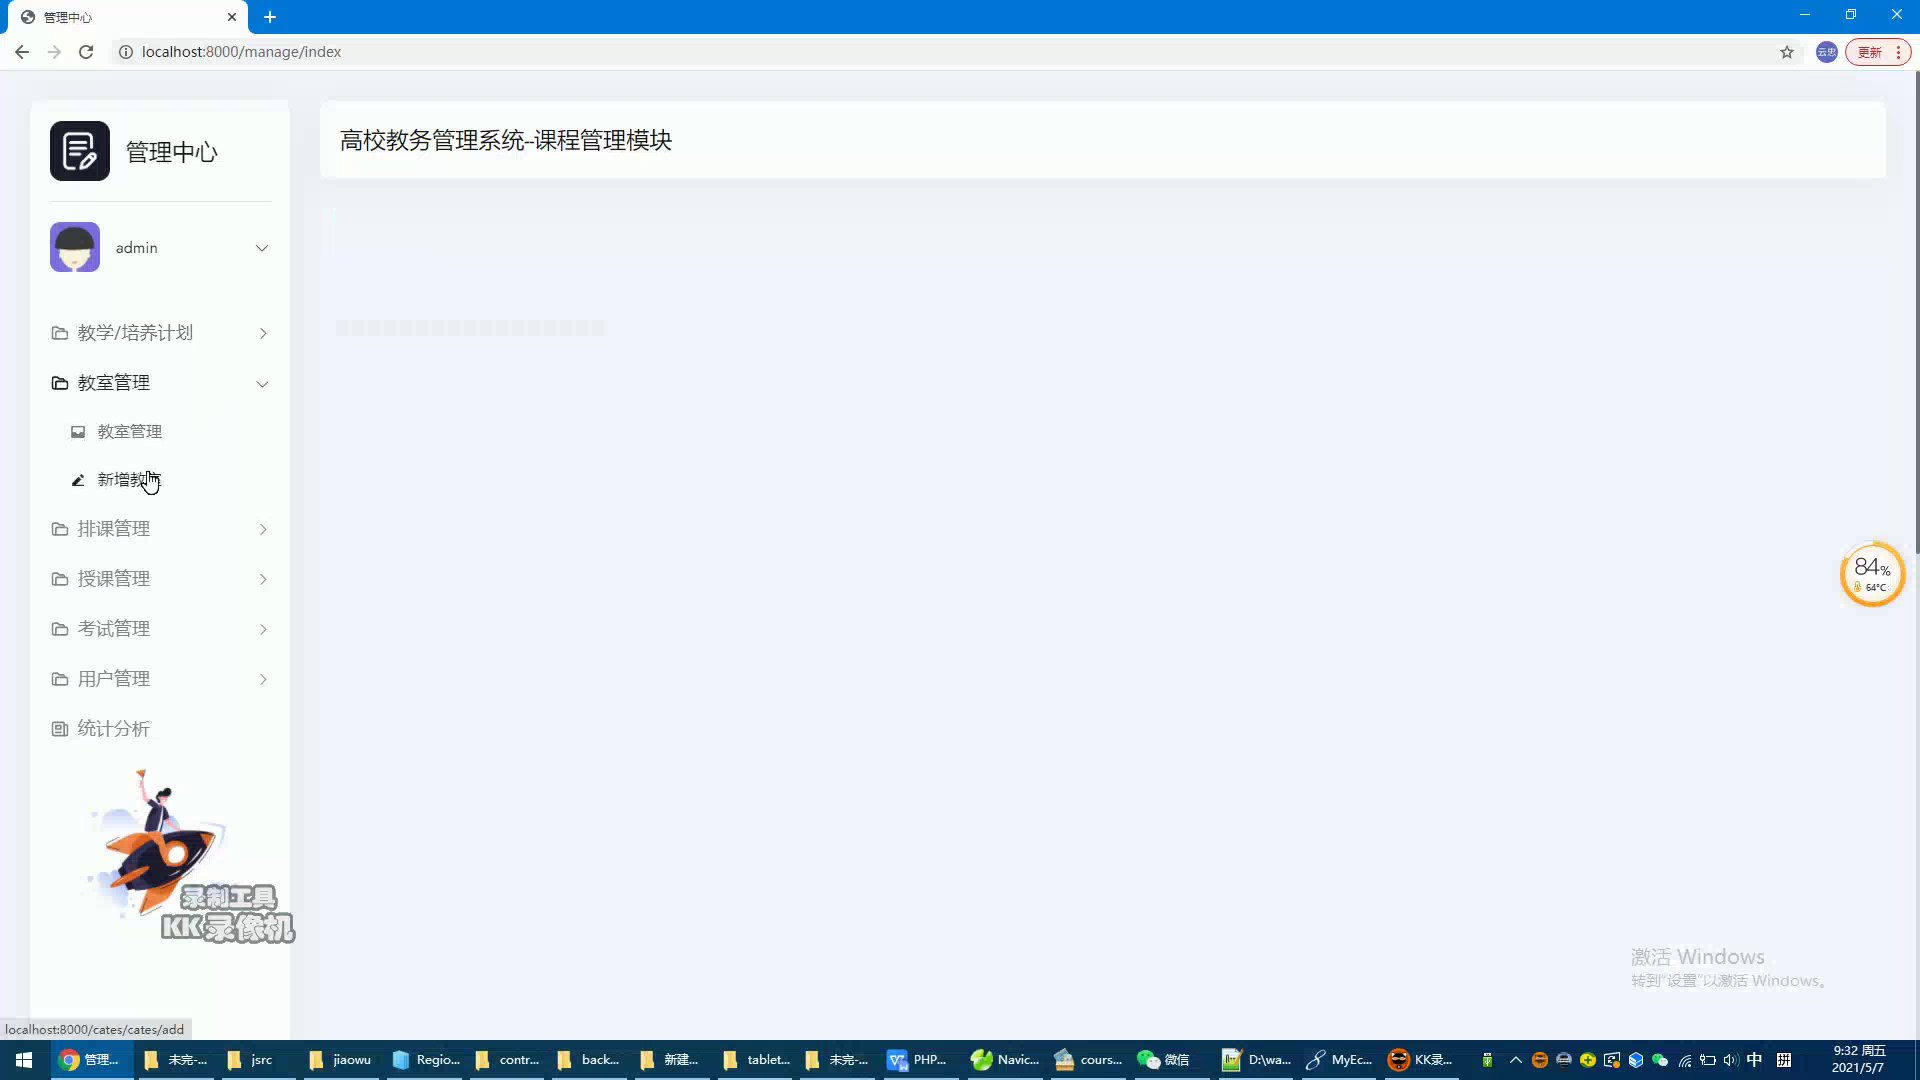 管理中心
localhost:8000/manage/index
云忠
更新
管理中心
高校教务管理系统--课程管理模块
admin
教学/培养计划
教室管理
教室管理
新增教
排课管理
授课管理
考试管理
用户管理
统计分析
84%
64°C
录制工具
KK录像机
激活 Windows
转到"设置"以激活 Windows。
localhost:8000/cates/cates/add
管理... 未完-... jsrc jiaowu Regio... contr... back... 新建... tablet... 未完-... PHP... Navic... cours... 微信 D:\wa... MyEc... KK录... 中 拼
9:32 周五
2021/5/7